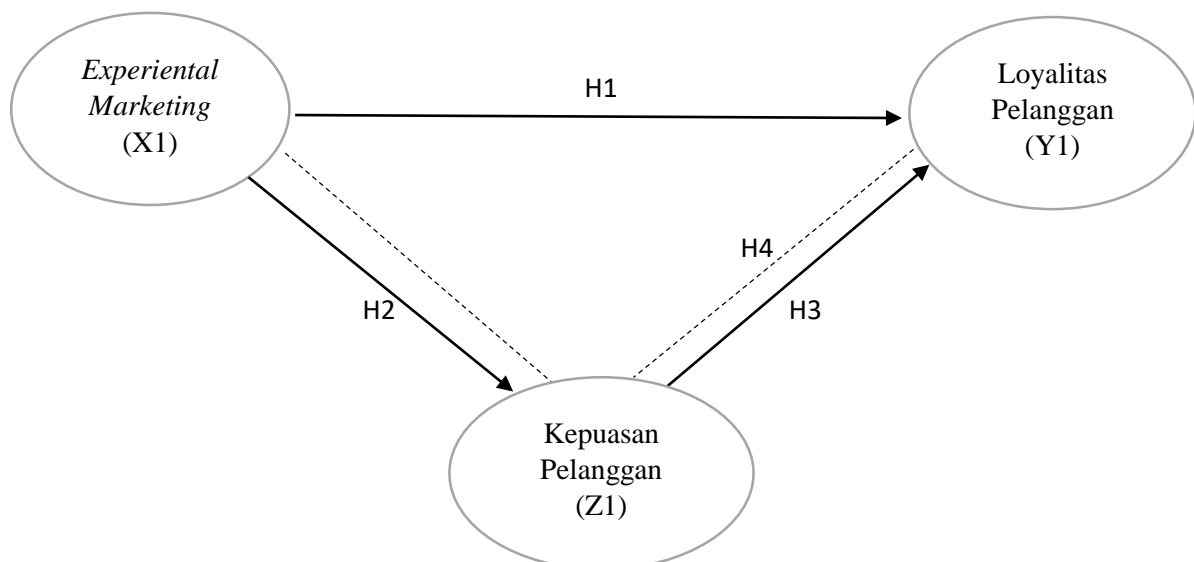 Experiental
Marketing
(X1)
H1
Loyalitas
Pelanggan
(Y1)
H4
H2
H3
Kepuasan
Pelanggan
(Z1)